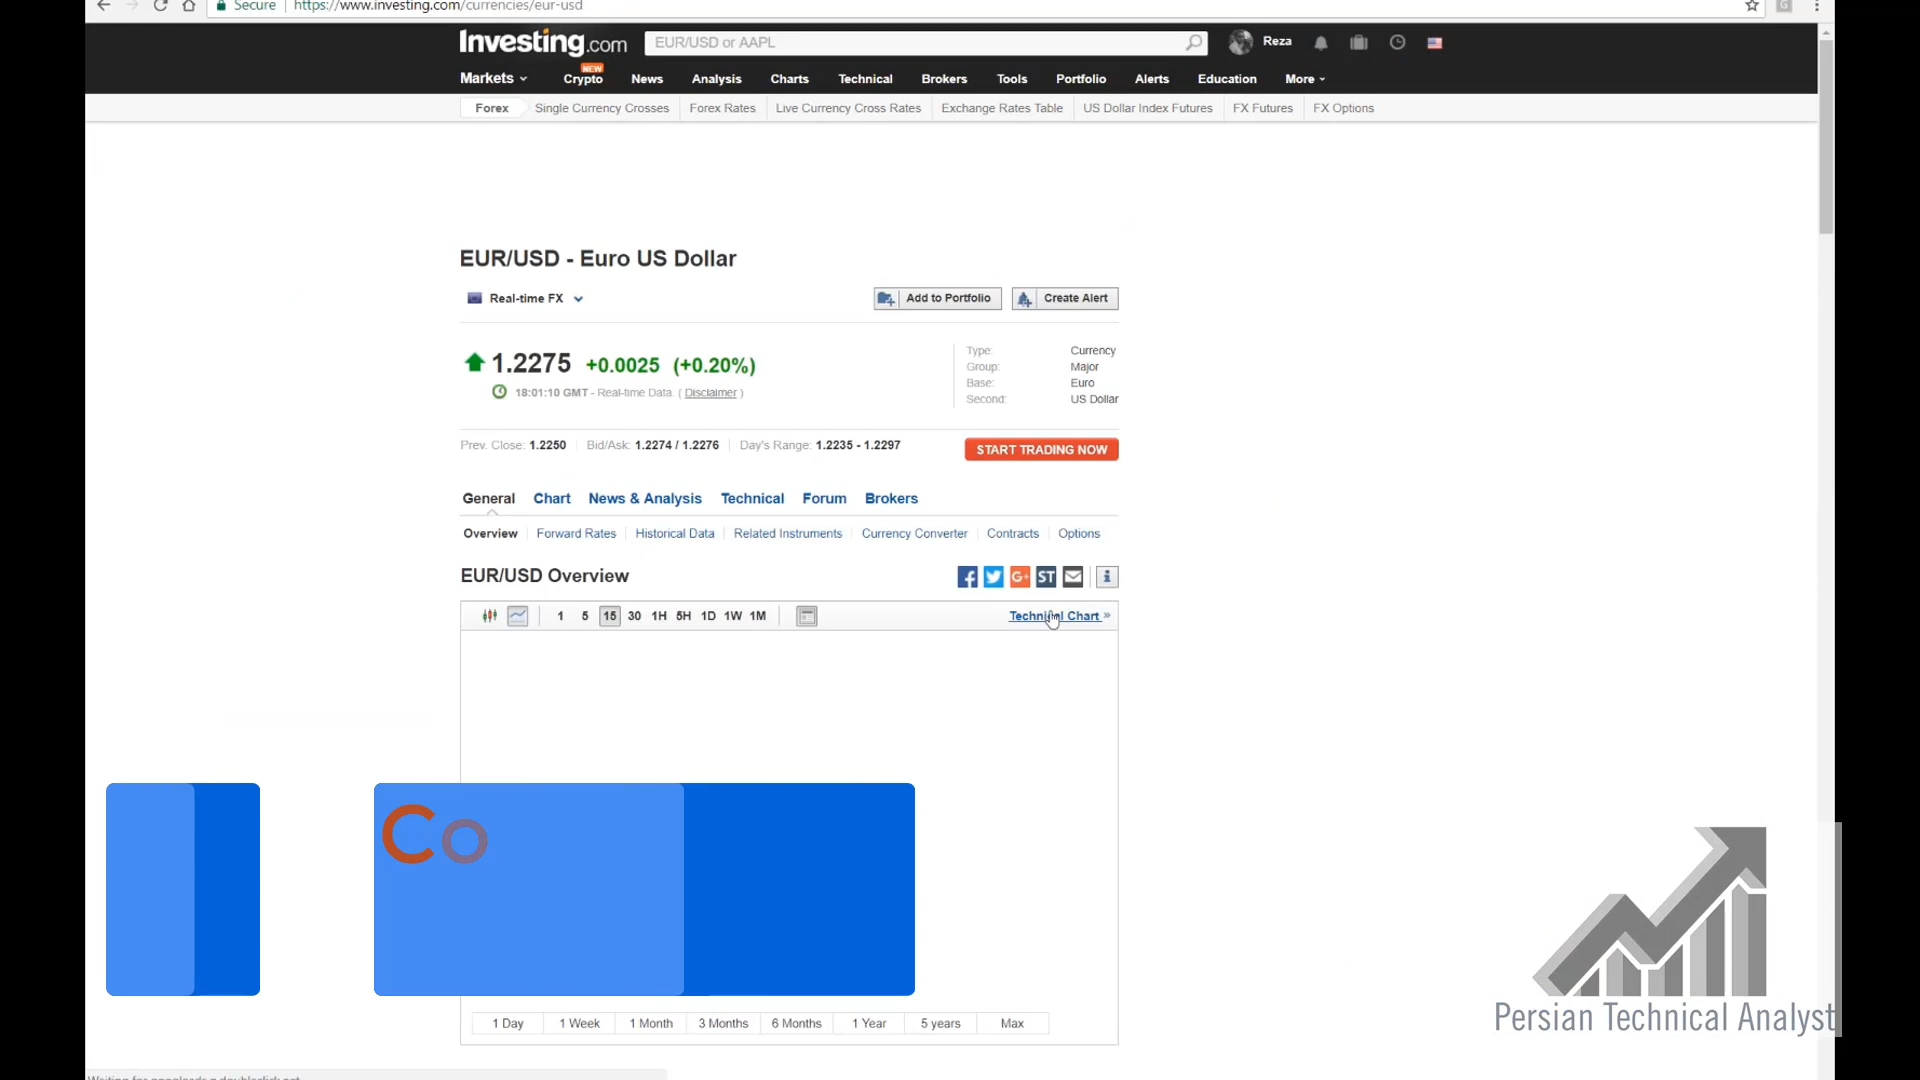 Secure https://www.investing.com/currencies/eur-usd
Investing.com EUR/USD or AAPL Reza
NEW
Markets Crypto News Analysis Charts Technical Brokers Tools Portfolio Alerts Education More
Forex Single Currency Crosses Forex Rates Live Currency Cross Rates Exchange Rates Table US Dollar Index Futures FX Futures FX Options
EUR/USD - Euro US Dollar
Real-time FX Add to Portfolio Create Alert
1.2275 +0.0025 (+0.20%)
18:01:10 GMT - Real-time Data. ( Disclaimer )
Type: Currency
Group: Major
Base: Euro
Second: US Dollar
Prev. Close: 1.2250 Bid/Ask: 1.2274 / 1.2276 Day's Range: 1.2235 - 1.2297 START TRADING NOW
General Chart News & Analysis Technical Forum Brokers
Overview Forward Rates Historical Data Related Instruments Currency Converter Contracts Options
EUR/USD Overview G+ ST i
1 5 15 30 1H 5H 1D 1W 1M Technical Chart »
Co
1 Day 1 Week 1 Month 3 Months 6 Months 1 Year 5 years Max
Persian Technical Analyst